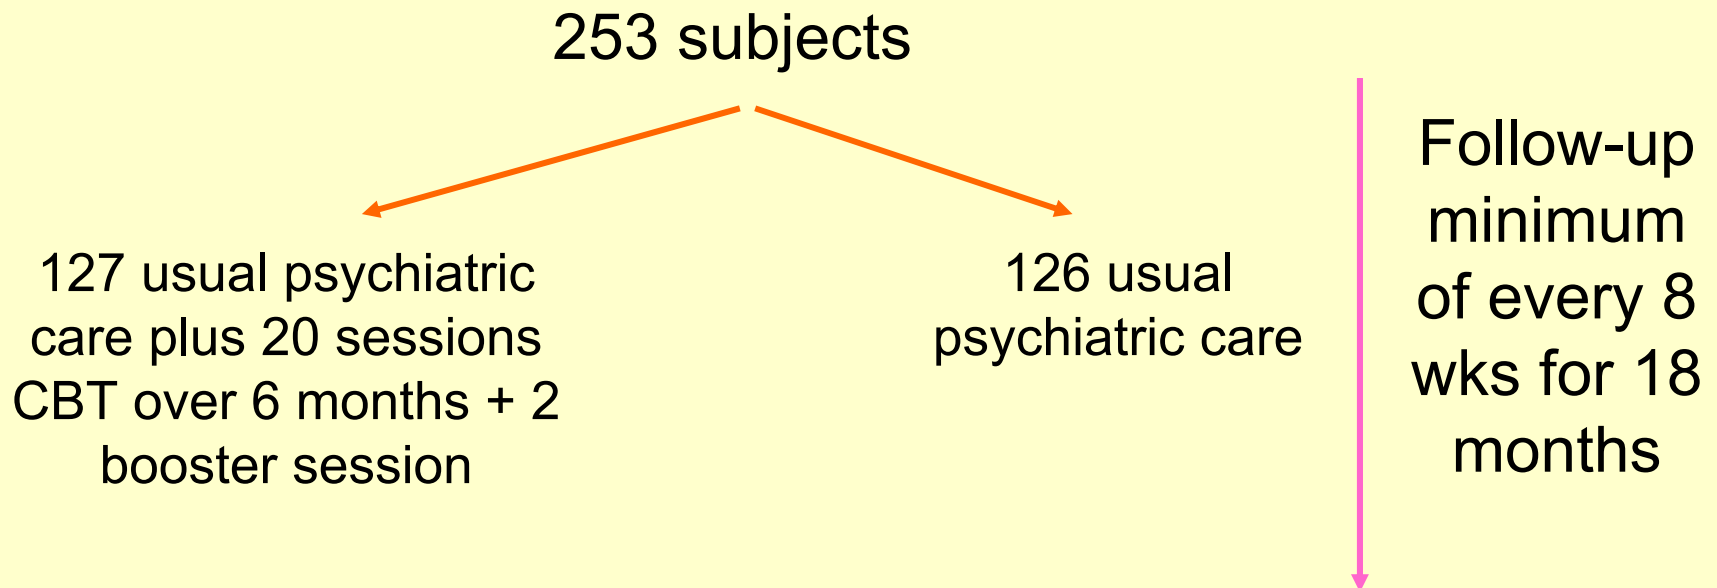 253 subjects
127 usual psychiatric
care plus 20 sessions
CBT over 6 months + 2
booster session
126 usual
psychiatric care
Follow-up
minimum
of every 8
wks for 18
months